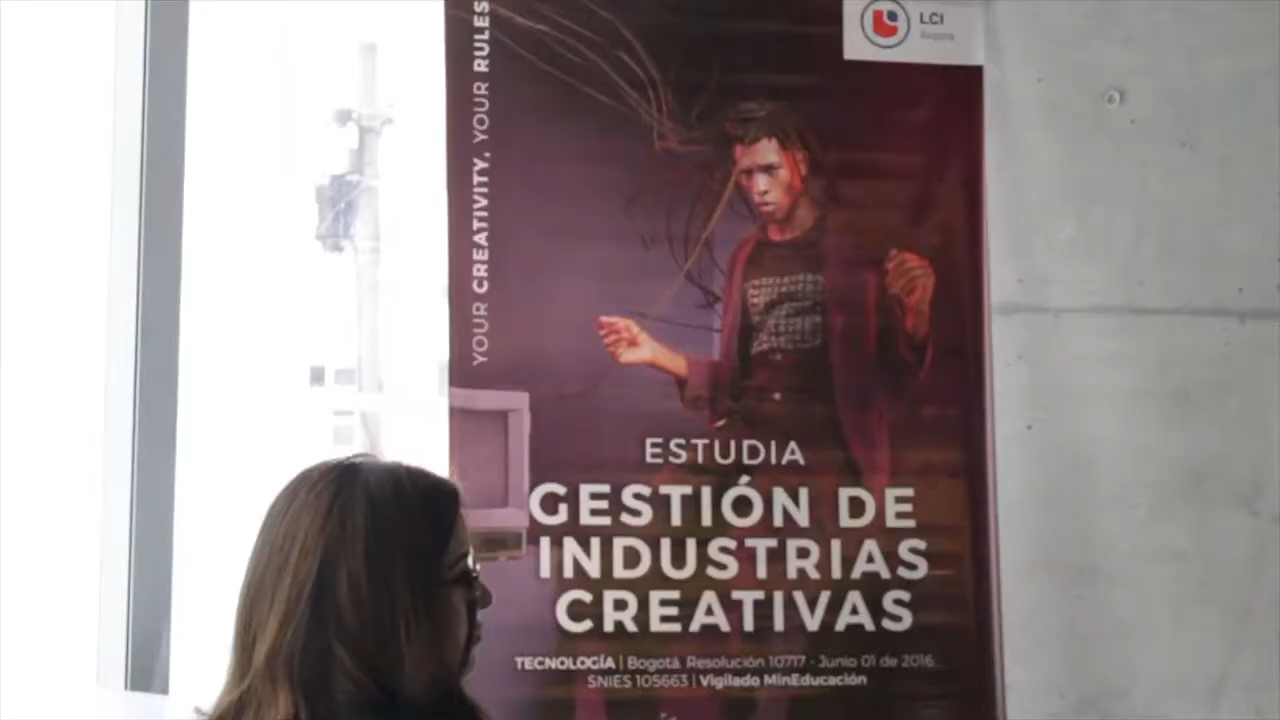 YOUR CREATIVITY, YOUR RULES
LCI
Bogotá
ESTUDIA
GESTIÓN DE
INDUSTRIAS
CREATIVAS
TECNOLOGÍA | Bogotá. Resolución 10717 - Junio 01 de 2016.
SNIES 105663 | Vigilado MinEducación